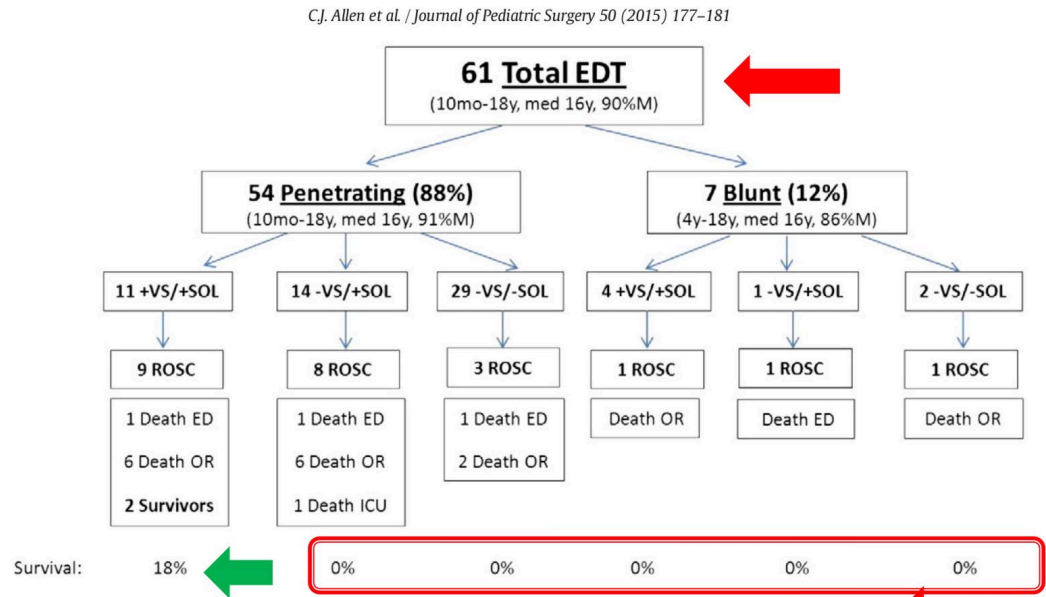 C.J. Allen et al. / Journal of Pediatric Surgery 50 (2015) 177–181
61 Total EDT
(10mo-18y, med 16y, 90%M)
54 Penetrating (88%)
(10mo-18y, med 16y, 91%M)
7 Blunt (12%)
(4y-18y, med 16y, 86%M)
11 +VS/+SOL
14 -VS/+SOL
29 -VS/-SOL
4 +VS/+SOL
1 -VS/+SOL
2 -VS/-SOL
9 ROSC
8 ROSC
3 ROSC
1 ROSC
1 ROSC
1 ROSC
1 Death ED
6 Death OR
2 Survivors
1 Death ED
6 Death OR
1 Death ICU
1 Death ED
2 Death OR
Death OR
Death ED
Death OR
Survival: 18% 0% 0% 0% 0% 0%